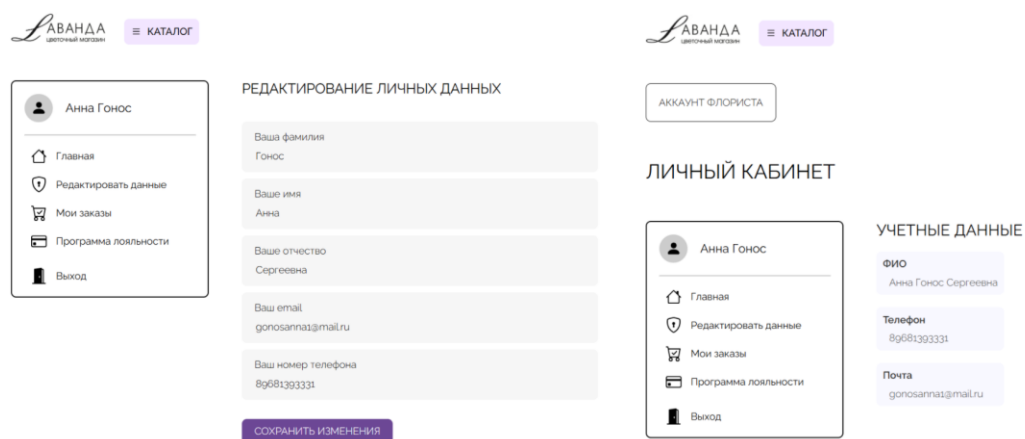 ЛАВАНДА
цветочный магазин
≡ КАТАЛОГ
Анна Гонос
Главная
Редактировать данные
Мои заказы
Программа лояльности
Выход
РЕДАКТИРОВАНИЕ ЛИЧНЫХ ДАННЫХ
Ваша фамилия
Гонос
Ваше имя
Анна
Ваше отчество
Сергеевна
Ваш email
gonosanna1@mail.ru
Ваш номер телефона
89681393331
СОХРАНИТЬ ИЗМЕНЕНИЯ
ЛАВАНДА
цветочный магазин
≡ КАТАЛОГ
АККАУНТ ФЛОРИСТА
ЛИЧНЫЙ КАБИНЕТ
Анна Гонос
Главная
Редактировать данные
Мои заказы
Программа лояльности
Выход
УЧЕТНЫЕ ДАННЫЕ
ФИО
Анна Гонос Сергеевна
Телефон
89681393331
Почта
gonosanna1@mail.ru